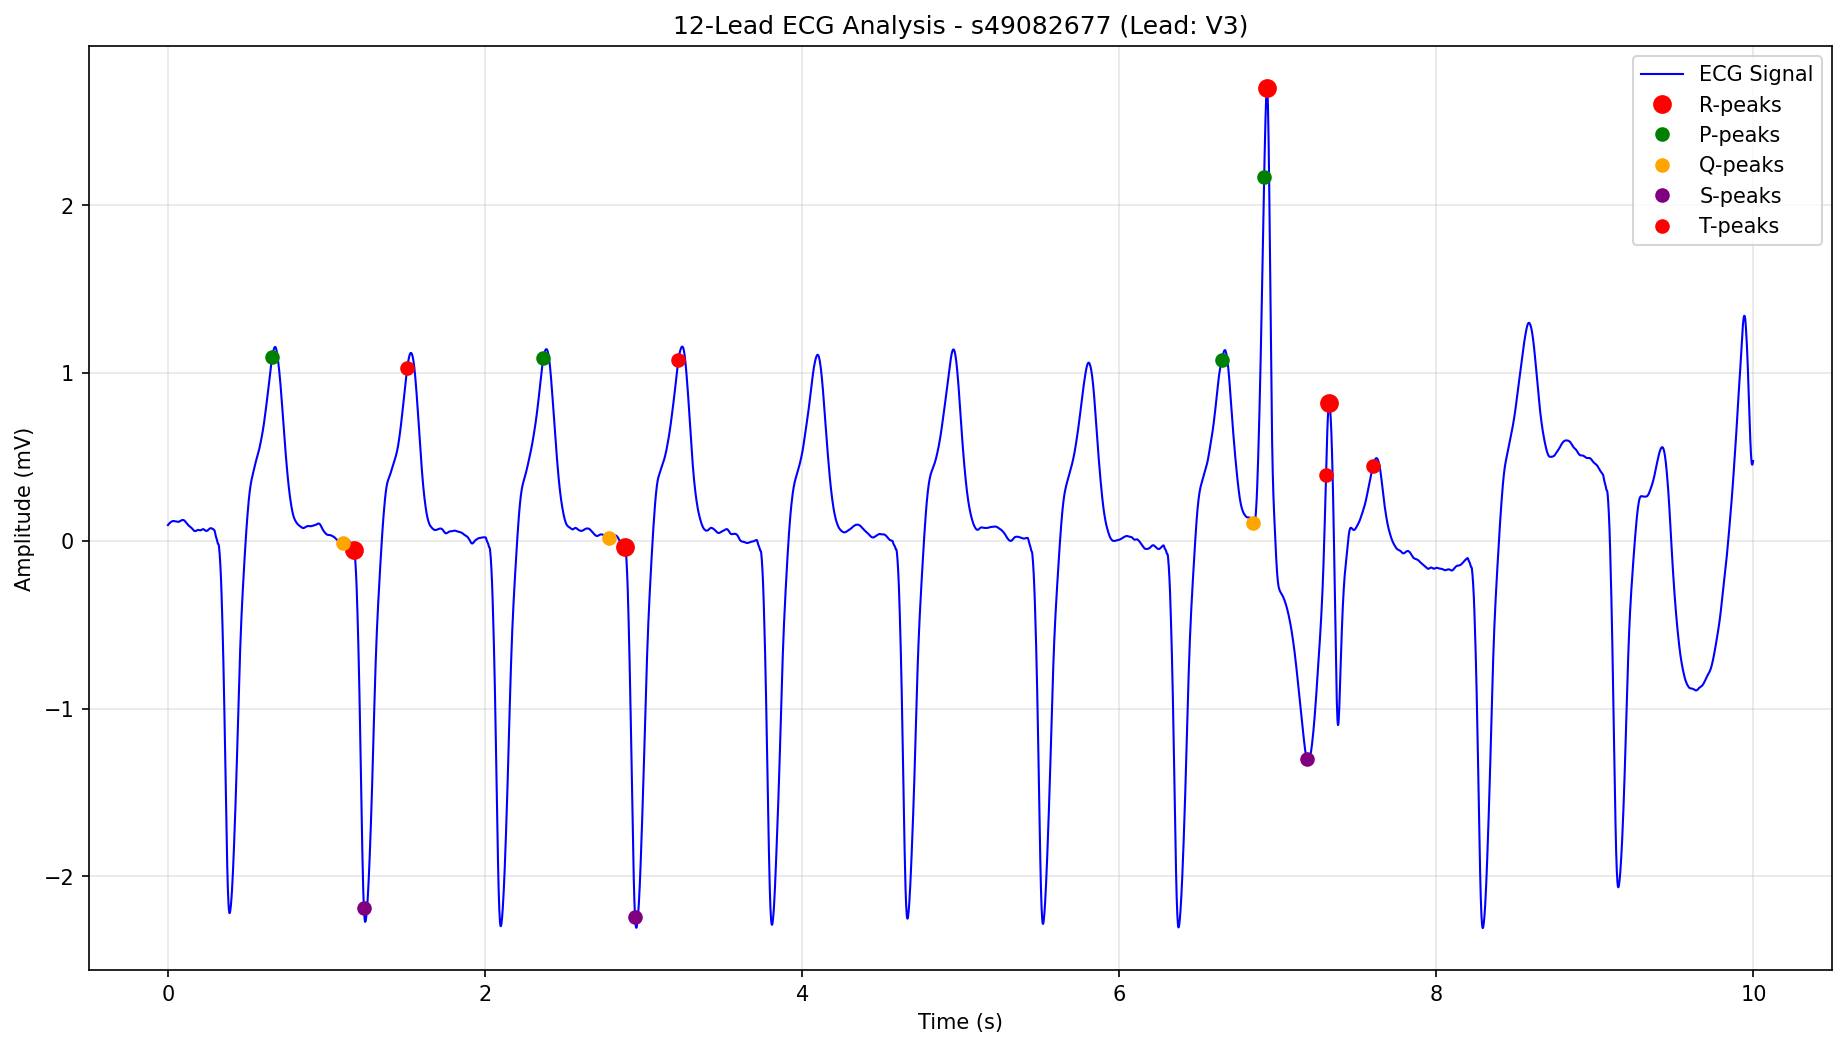 12-Lead ECG Analysis - s49082677 (Lead: V3)
ECG Signal
R-peaks
P-peaks
Q-peaks
S-peaks
T-peaks
Amplitude (mV)
2
1
0
−1
−2
0
2
4
6
8
10
Time (s)